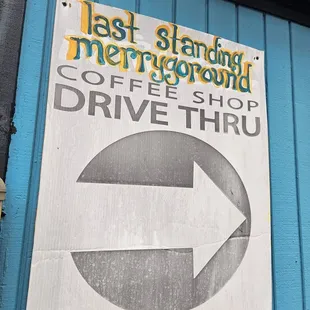 last standing
merrygoround
COFFEE SHOP
DRIVE THRU